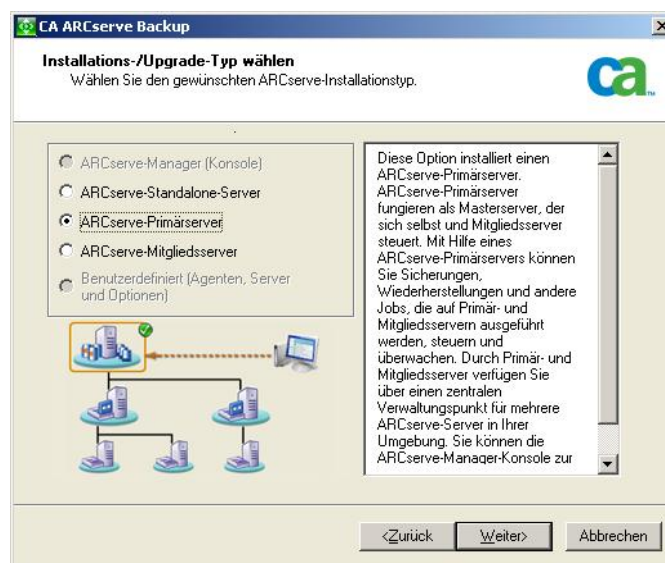 CA ARCserve Backup
Installations-/Upgrade-Typ wählen
Wählen Sie den gewünschten ARCserve-Installationstyp.
ca
ARCserve-Manager (Konsole)
ARCserve-Standalone-Server
ARCserve-Primärserver
ARCserve-Mitgliedsserver
Benutzerdefiniert (Agenten, Server
und Optionen)
Diese Option installiert einen
ARCserve-Primärserver.
ARCserve-Primärserver
fungieren als Masterserver, der
sich selbst und Mitgliedsserver
steuert. Mit Hilfe eines
ARCserve-Primärservers können
Sie Sicherungen,
Wiederherstellungen und andere
Jobs, die auf Primär- und
Mitgliedsservern ausgeführt
werden, steuern und
überwachen. Durch Primär- und
Mitgliedsserver verfügen Sie
über einen zentralen
Verwaltungspunkt für mehrere
ARCserve-Server in Ihrer
Umgebung. Sie können die
ARCserve-Manager-Konsole zur
<Zurück
Weiter>
Abbrechen